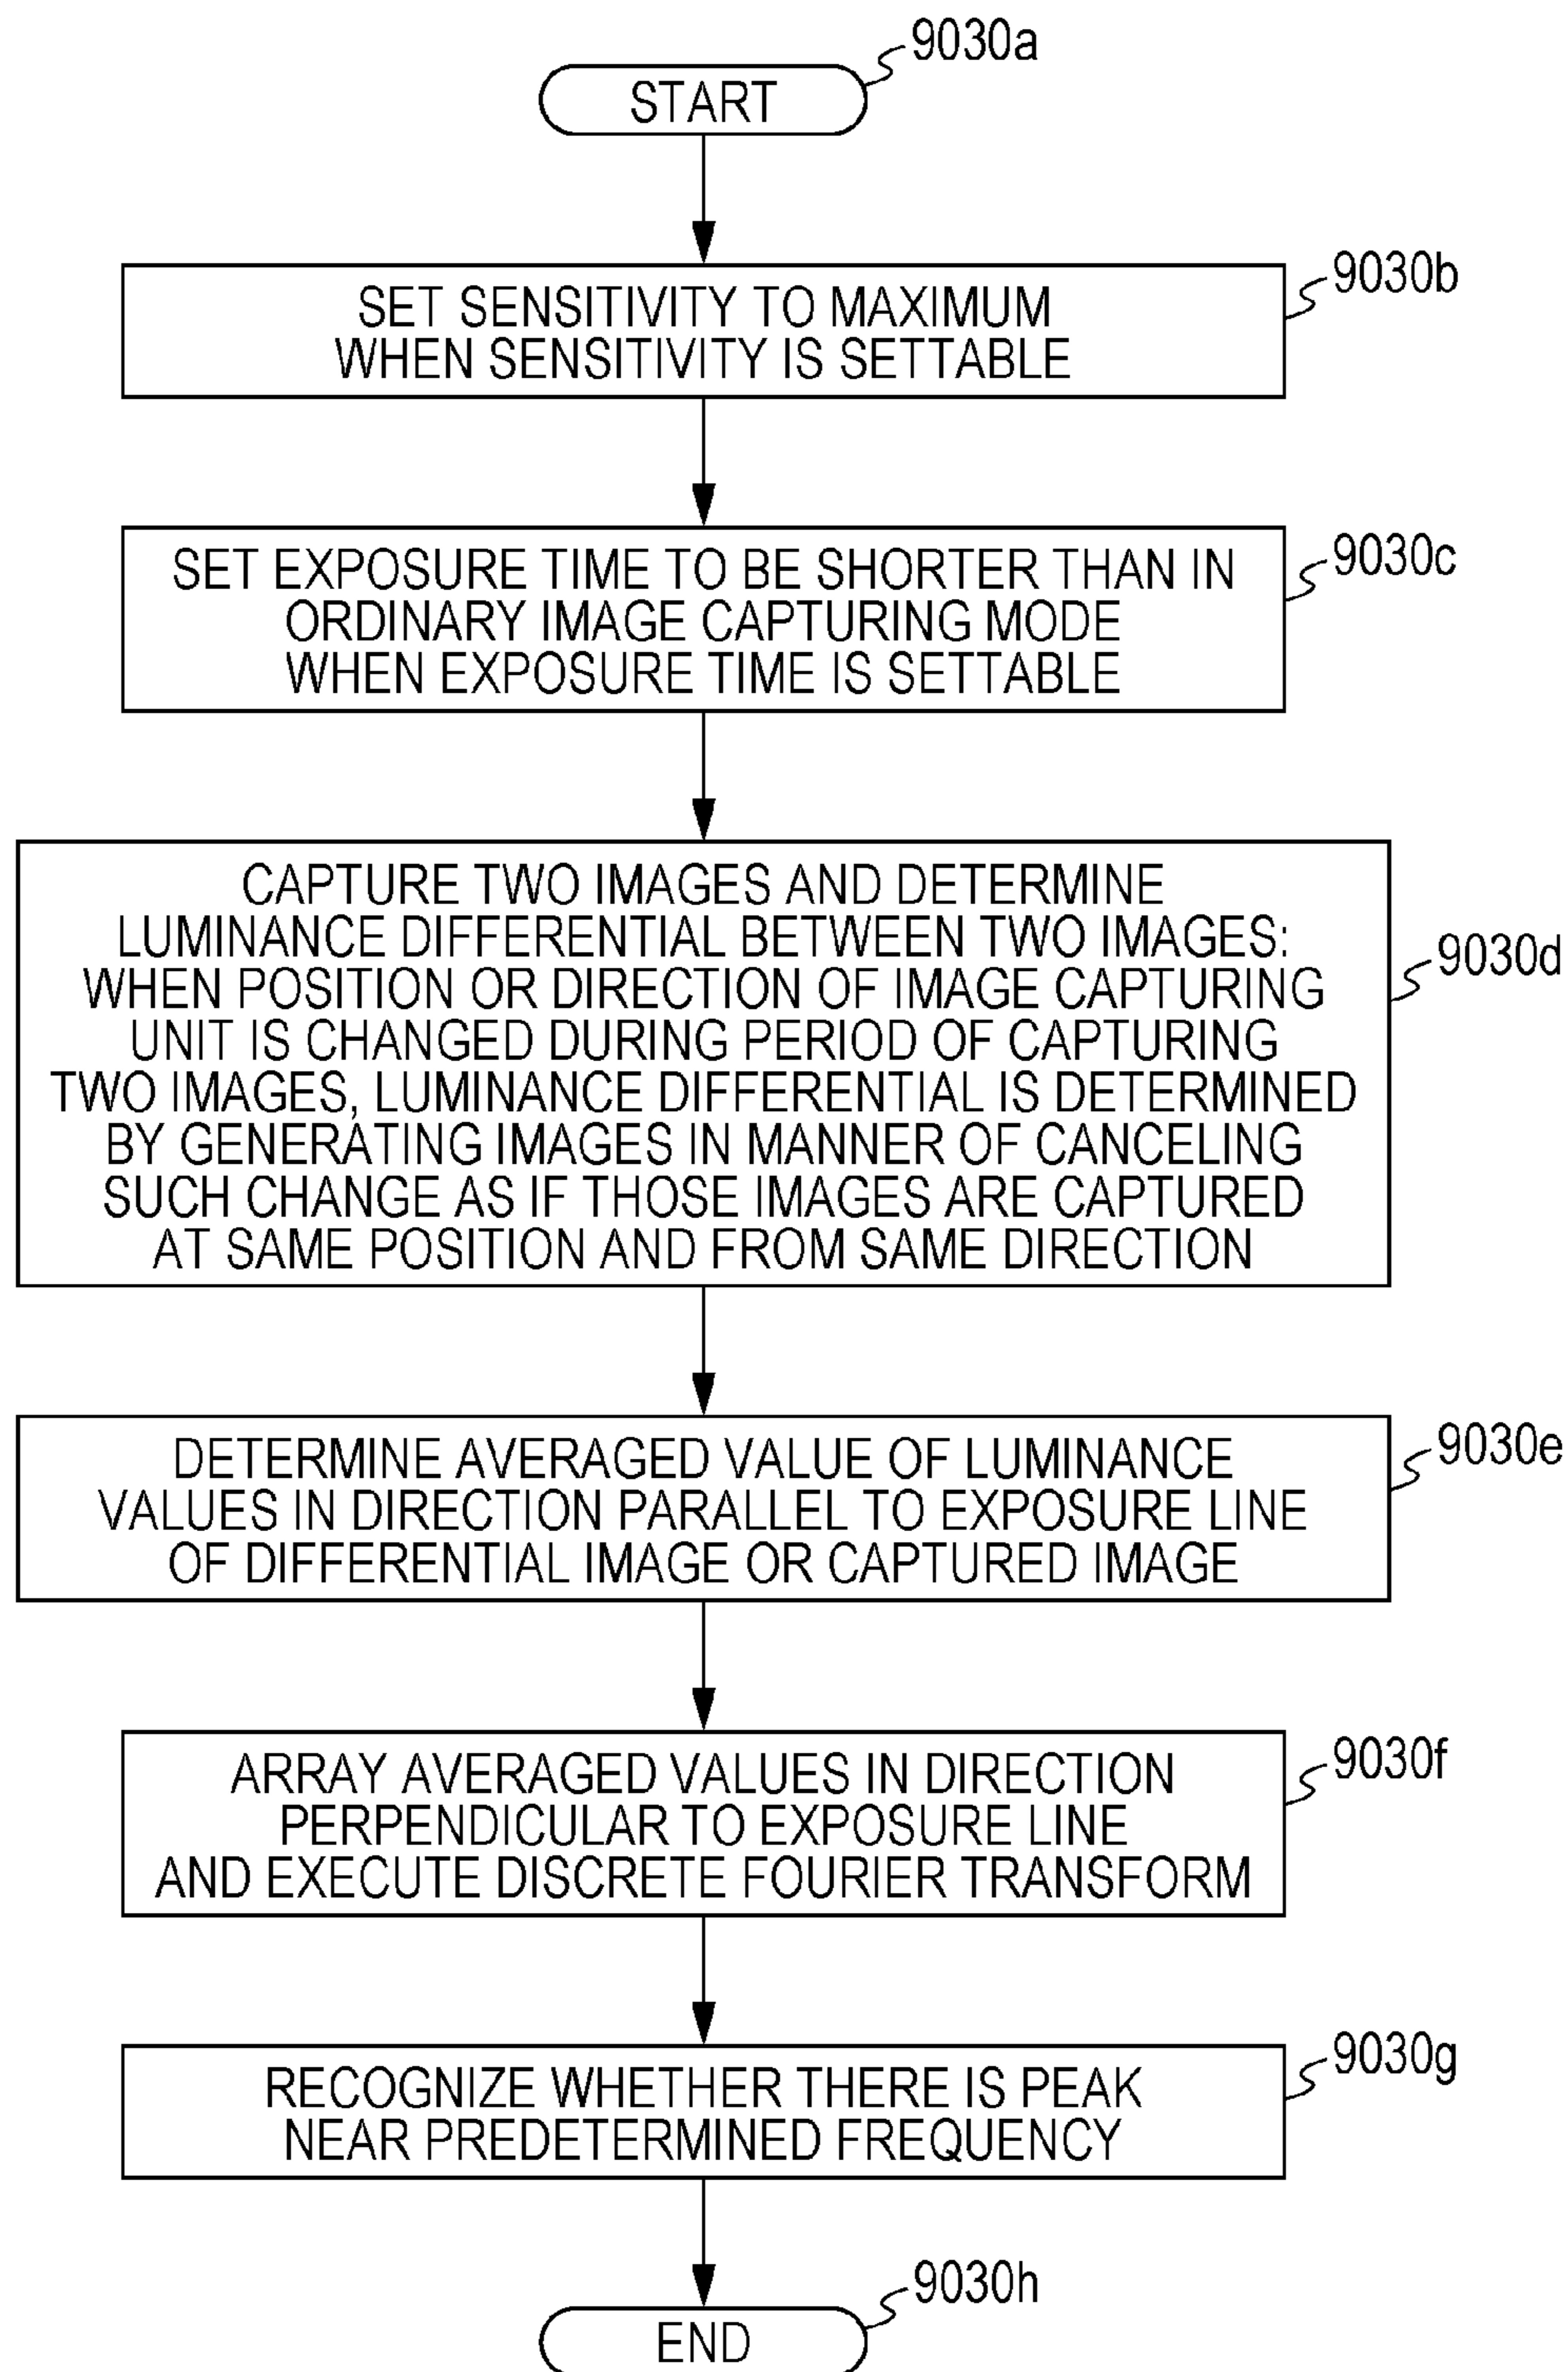 9030a
START
9030b
SET SENSITIVITY TO MAXIMUM
WHEN SENSITIVITY IS SETTABLE
9030c
SET EXPOSURE TIME TO BE SHORTER THAN IN
ORDINARY IMAGE CAPTURING MODE
WHEN EXPOSURE TIME IS SETTABLE
9030d
CAPTURE TWO IMAGES AND DETERMINE
LUMINANCE DIFFERENTIAL BETWEEN TWO IMAGES:
WHEN POSITION OR DIRECTION OF IMAGE CAPTURING
UNIT IS CHANGED DURING PERIOD OF CAPTURING
TWO IMAGES, LUMINANCE DIFFERENTIAL IS DETERMINED
BY GENERATING IMAGES IN MANNER OF CANCELING
SUCH CHANGE AS IF THOSE IMAGES ARE CAPTURED
AT SAME POSITION AND FROM SAME DIRECTION
9030e
DETERMINE AVERAGED VALUE OF LUMINANCE
VALUES IN DIRECTION PARALLEL TO EXPOSURE LINE
OF DIFFERENTIAL IMAGE OR CAPTURED IMAGE
9030f
ARRAY AVERAGED VALUES IN DIRECTION
PERPENDICULAR TO EXPOSURE LINE
AND EXECUTE DISCRETE FOURIER TRANSFORM
9030g
RECOGNIZE WHETHER THERE IS PEAK
NEAR PREDETERMINED FREQUENCY
9030h
END